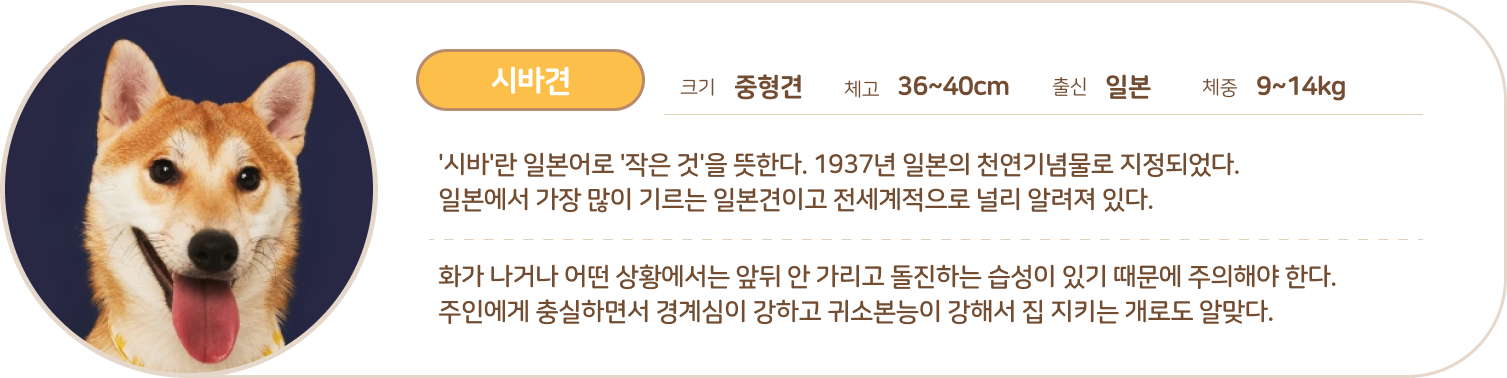 시바견
크기 중형견 체고 36~40cm 출신 일본 체중 9~14kg
'시바'란 일본어로 '작은 것'을 뜻한다. 1937년 일본의 천연기념물로 지정되었다.
일본에서 가장 많이 기르는 일본견이고 전세계적으로 널리 알려져 있다.
화가 나거나 어떤 상황에서는 앞뒤 안 가리고 돌진하는 습성이 있기 때문에 주의해야 한다.
주인에게 충실하면서 경계심이 강하고 귀소본능이 강해서 집 지키는 개로도 알맞다.